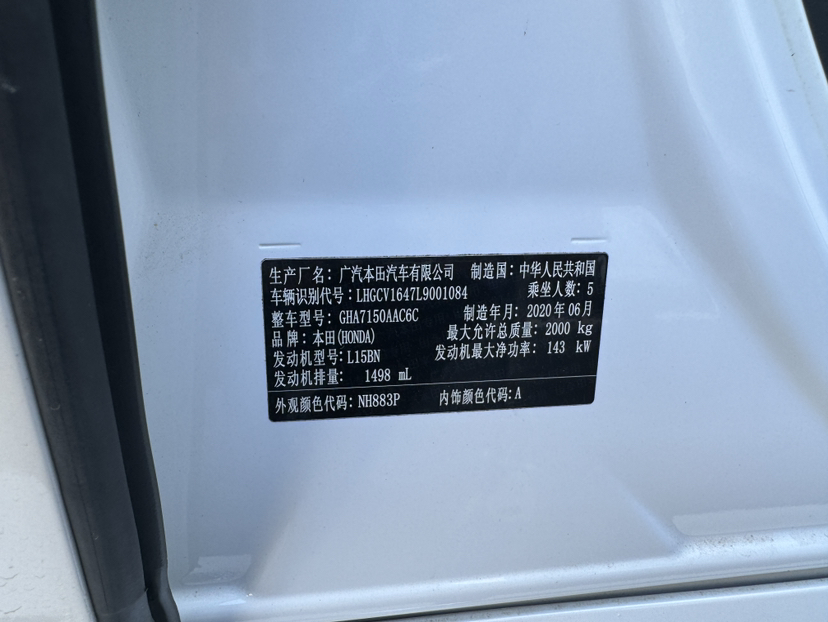 生产厂名：广汽本田汽车有限公司 制造国：中华人民共和国
车辆识别代号：LHGCV1647L9001084 乘坐人数：5
整车型号：GHA7150AAC6C 制造年月：2020年06月
品牌：本田(HONDA) 最大允许总质量：2000 kg
发动机型号：L15BN 发动机最大净功率：143 kW
发动机排量： 1498 mL
外观颜色代码：NH883P 内饰颜色代码：A